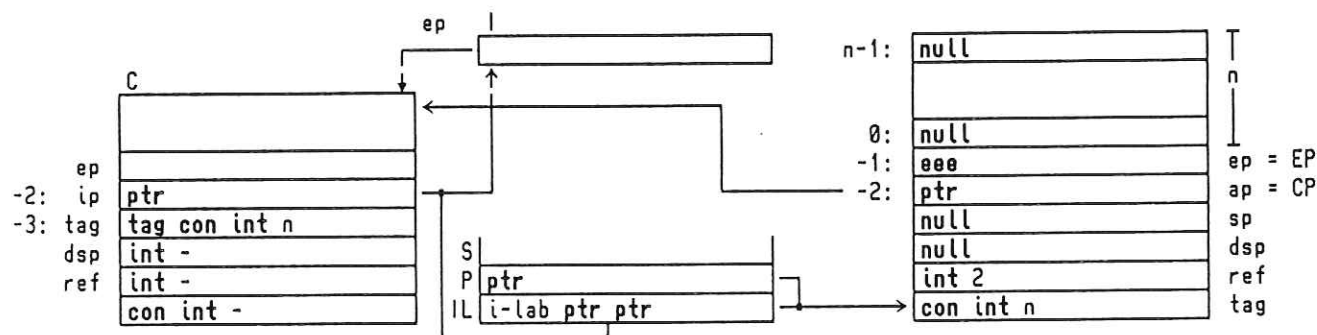 ep I
n-1: null
n
C
0: null
ep
-1: eee ep = EP
-2: ip ptr
-2: ptr ap = CP
-3: tag tag con int n
null sp
dsp int -
S
null dsp
ref int -
P ptr
int 2 ref
con int -
IL i-lab ptr ptr
con int n tag